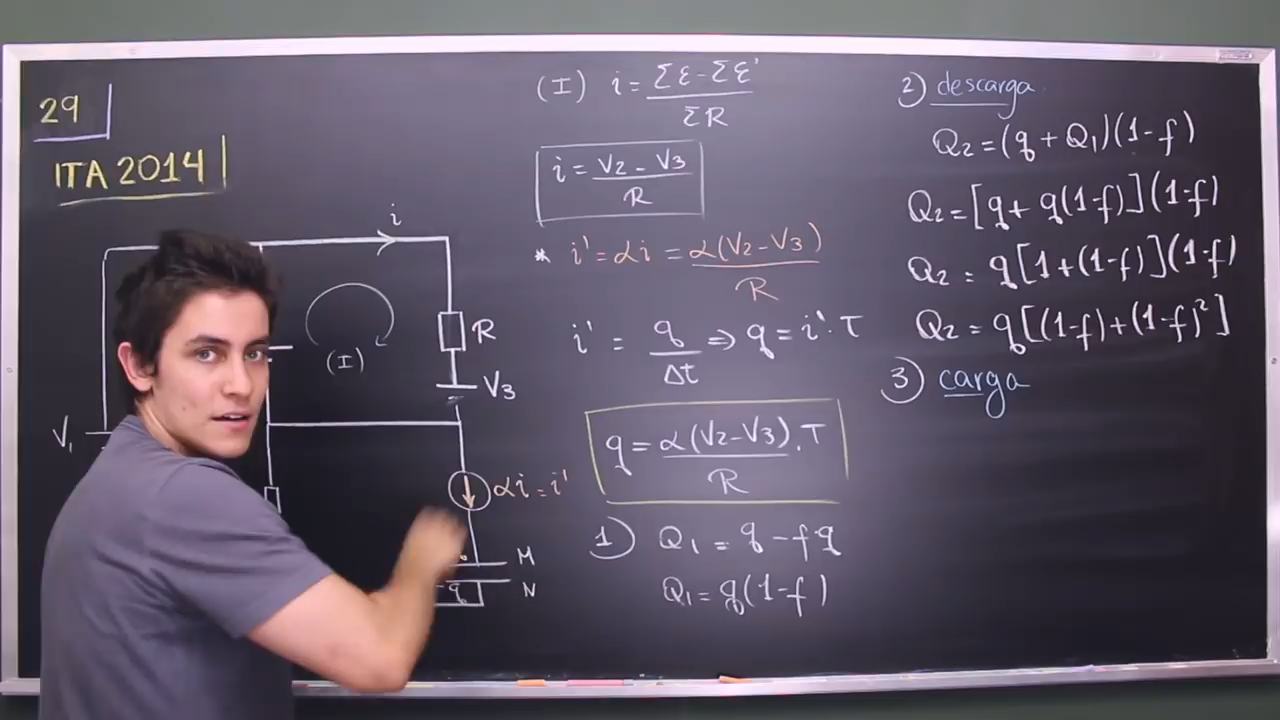 29
ITA 2014
i
(I)
R
V3
V1
αi = i'
M
N
-q
(I) i = Σε - Σε' / ΣR
i = V2 - V3 / R
* i' = αi = α(V2 - V3) / R
i' = q / Δt ⇒ q = i'·T
q = α(V2 - V3) / R . T
1) Q1 = q - fq
Q1 = q(1-f)
2) descarga
Q2 = (q + Q1)(1-f)
Q2 = [q + q(1-f)](1-f)
Q2 = q[1+(1-f)](1-f)
Q2 = q[(1-f)+(1-f)²]
3) carga